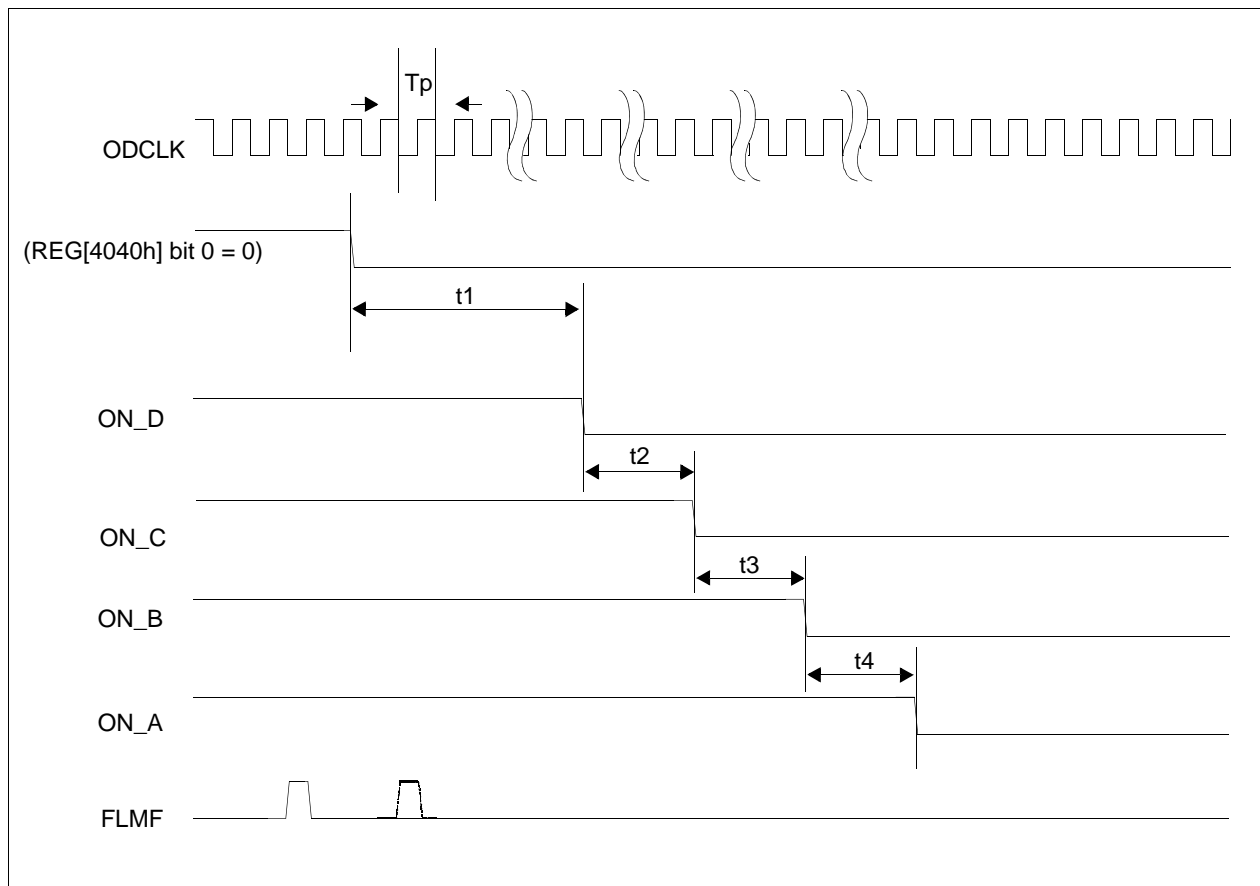 Tp
ODCLK
(REG[4040h] bit 0 = 0)
t1
ON_D
t2
ON_C
t3
ON_B
t4
ON_A
FLMF